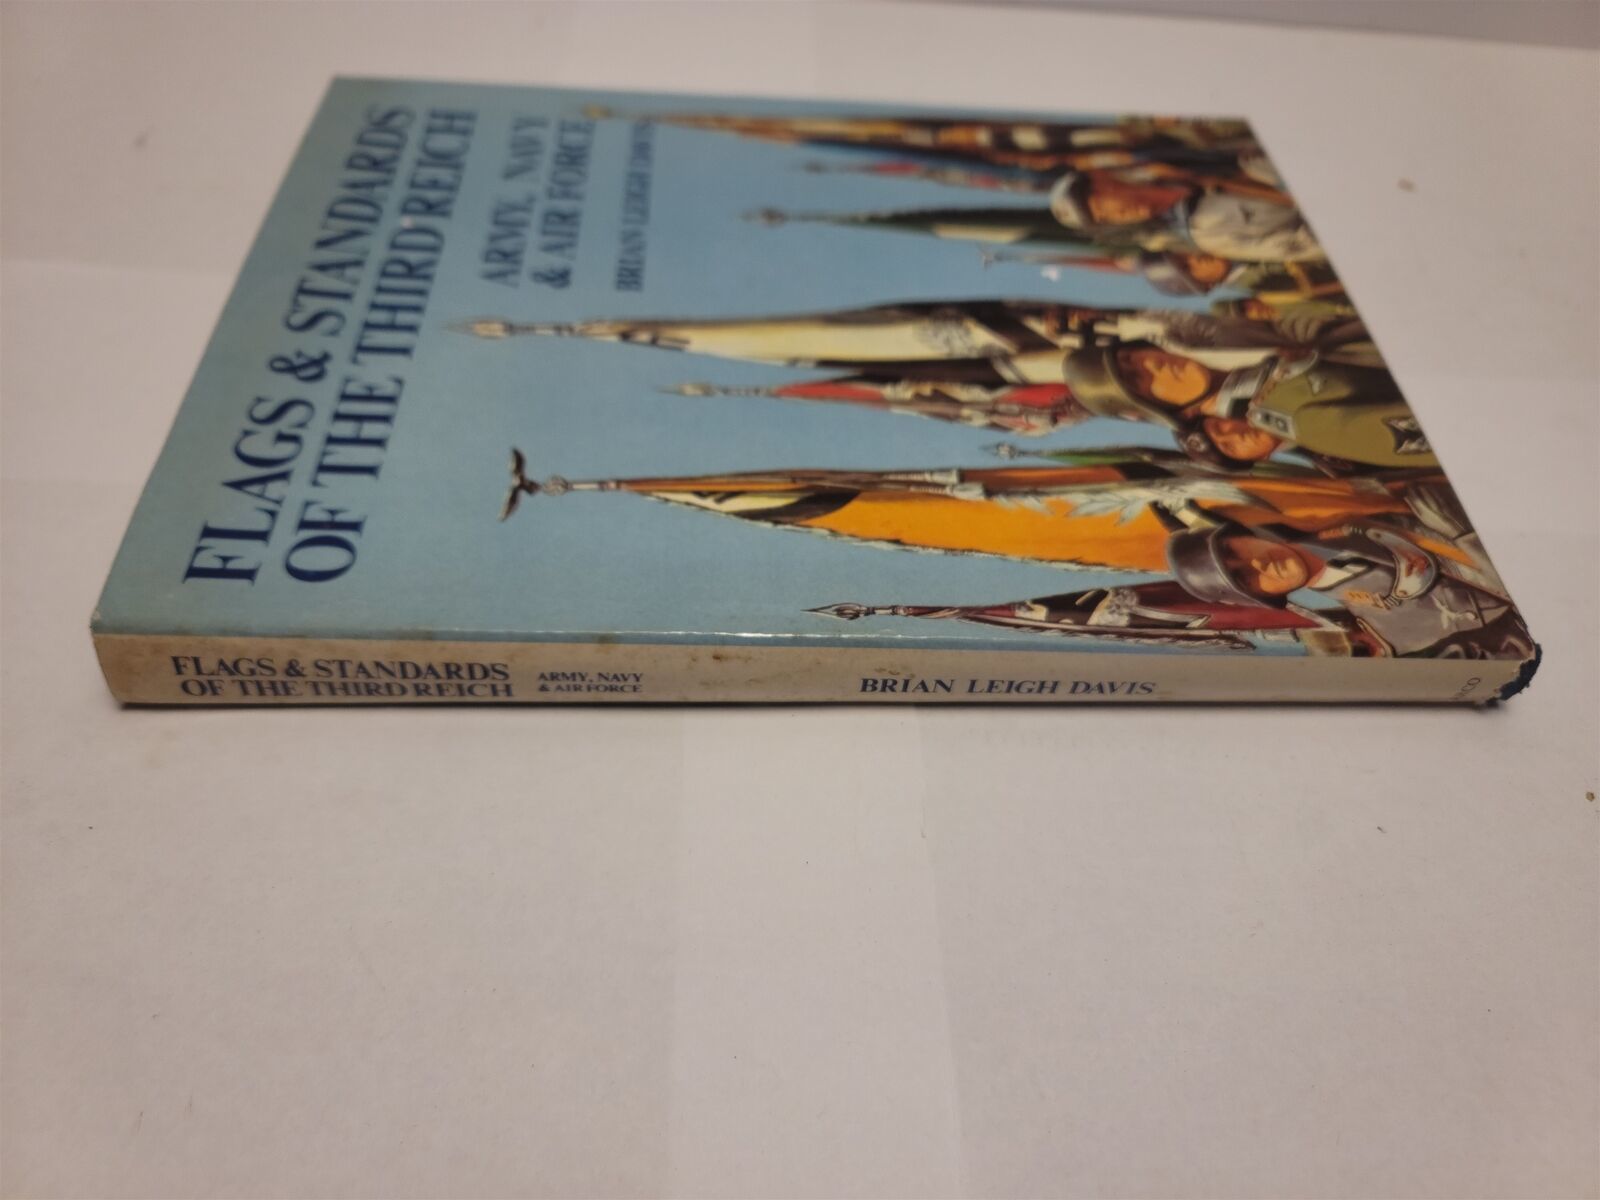 FLAGS & STANDARDS
OF THE THIRD REICH
ARMY, NAVY
& AIR FORCE
BRIAN LEIGH DAVIS
FLAGS & STANDARDS
OF THE THIRD REICH
ARMY, NAVY
& AIR FORCE
BRIAN LEIGH DAVIS